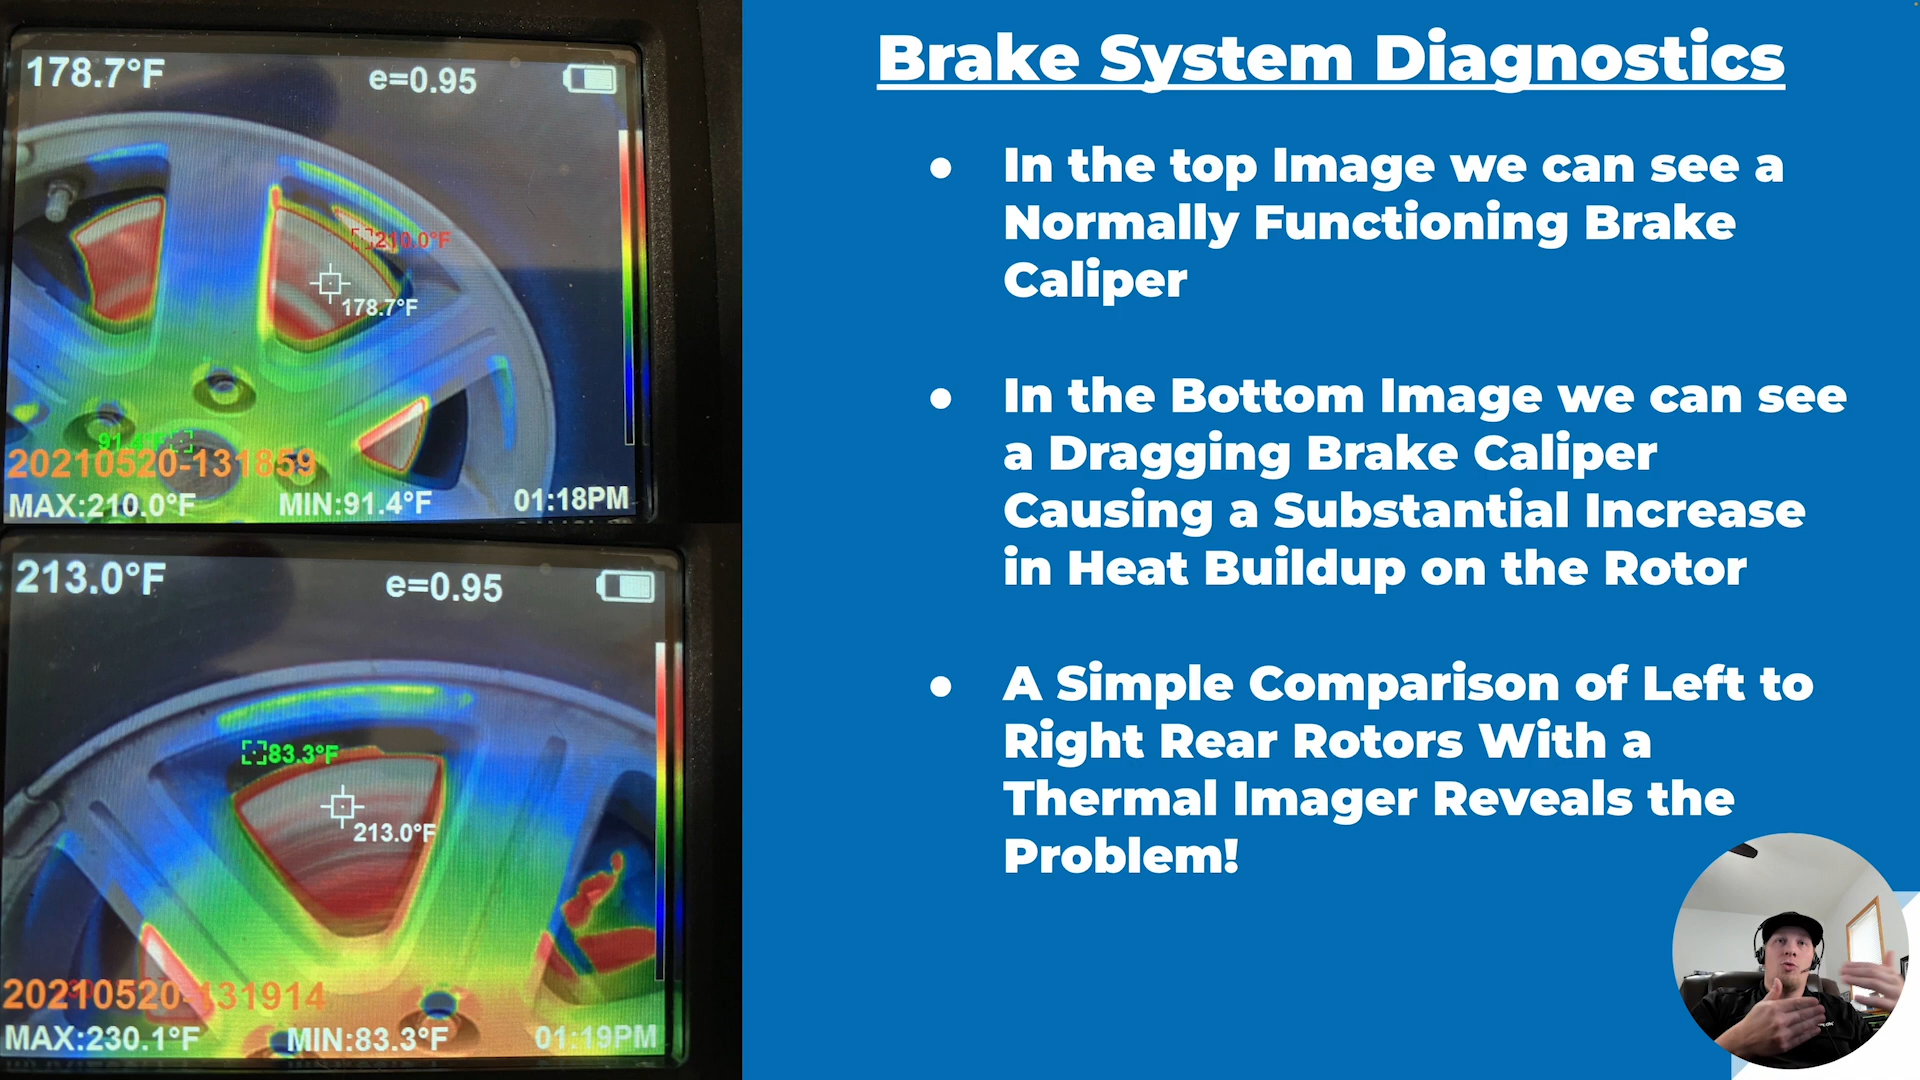 178.7°F e=0.95
210.0°F
178.7°F
91.4°F
20210520-131859
MAX:210.0°F MIN:91.4°F 01:18PM
213.0°F e=0.95
83.3°F
213.0°F
20210520-131914
MAX:230.1°F MIN:83.3°F 01:19PM
Brake System Diagnostics
● In the top Image we can see a
Normally Functioning Brake
Caliper
● In the Bottom Image we can see
a Dragging Brake Caliper
Causing a Substantial Increase
in Heat Buildup on the Rotor
● A Simple Comparison of Left to
Right Rear Rotors With a
Thermal Imager Reveals the
Problem!